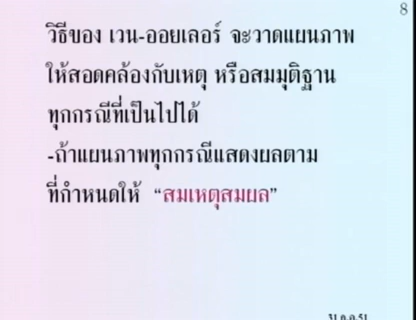 8
วิธีของ เวน-ออยเลอร์ จะวาดแผนภาพ
ให้สอดคล้องกับเหตุ หรือสมมุติฐาน
ทุกกรณีที่เป็นไปได้
-ถ้าแผนภาพทุกกรณีแสดงผลตาม
ที่กำหนดให้ “สมเหตุสมผล”